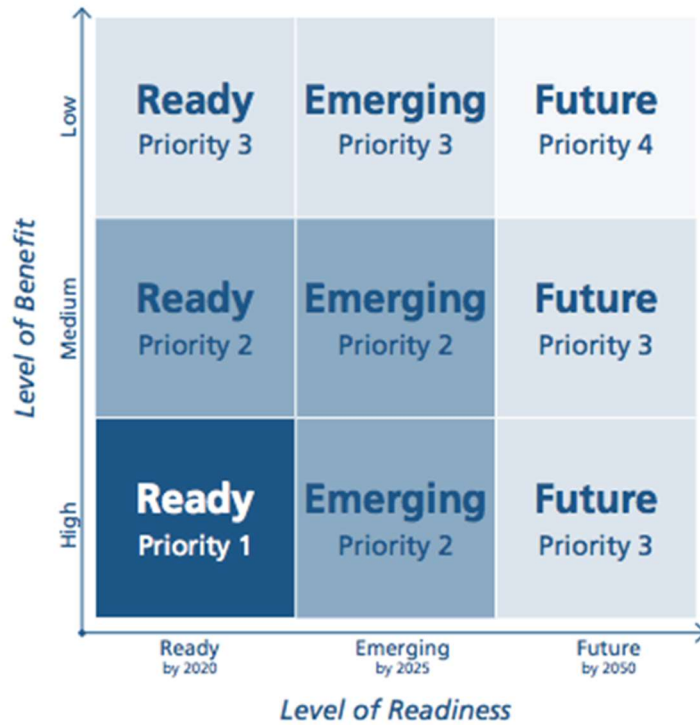 Ready
Priority 3
Emerging
Priority 3
Future
Priority 4
Ready
Priority 2
Emerging
Priority 2
Future
Priority 3
Ready
Priority 1
Emerging
Priority 2
Future
Priority 3
Level of Benefit
Low
Medium
High
Ready
by 2020
Emerging
by 2025
Future
by 2050
Level of Readiness